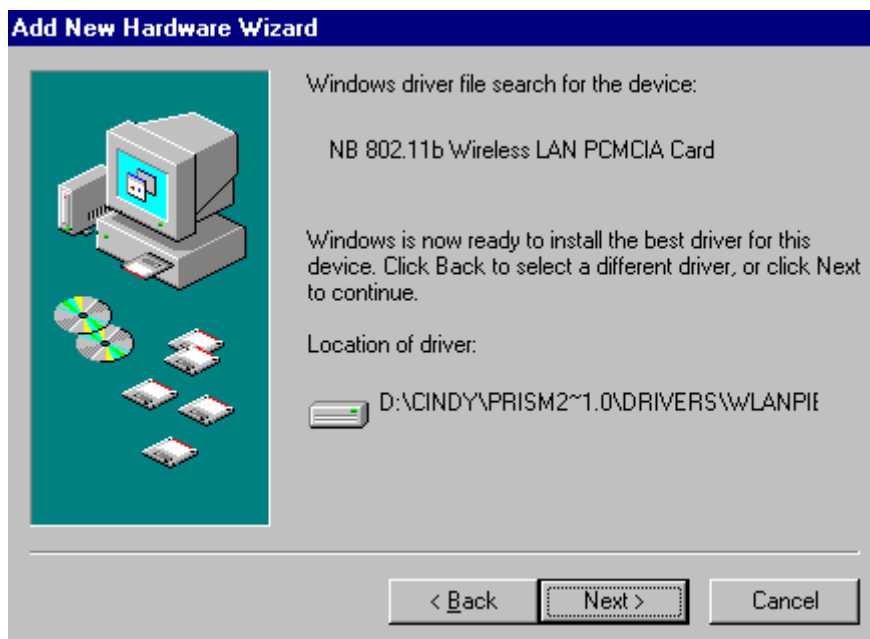 Add New Hardware Wizard
Windows driver file search for the device:
NB 802.11b Wireless LAN PCMCIA Card
Windows is now ready to install the best driver for this
device. Click Back to select a different driver, or click Next
to continue.
Location of driver:
D:\CINDY\PRISM2~1.0\DRIVERS\WLANPIE
< Back
Next >
Cancel